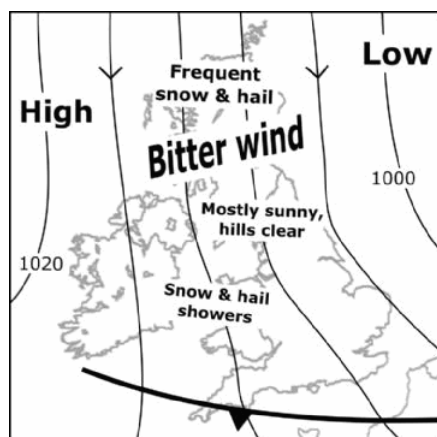 Low
Frequent
snow & hail
High
Bitter wind
1000
Mostly sunny,
hills clear
1020
Snow & hail
showers